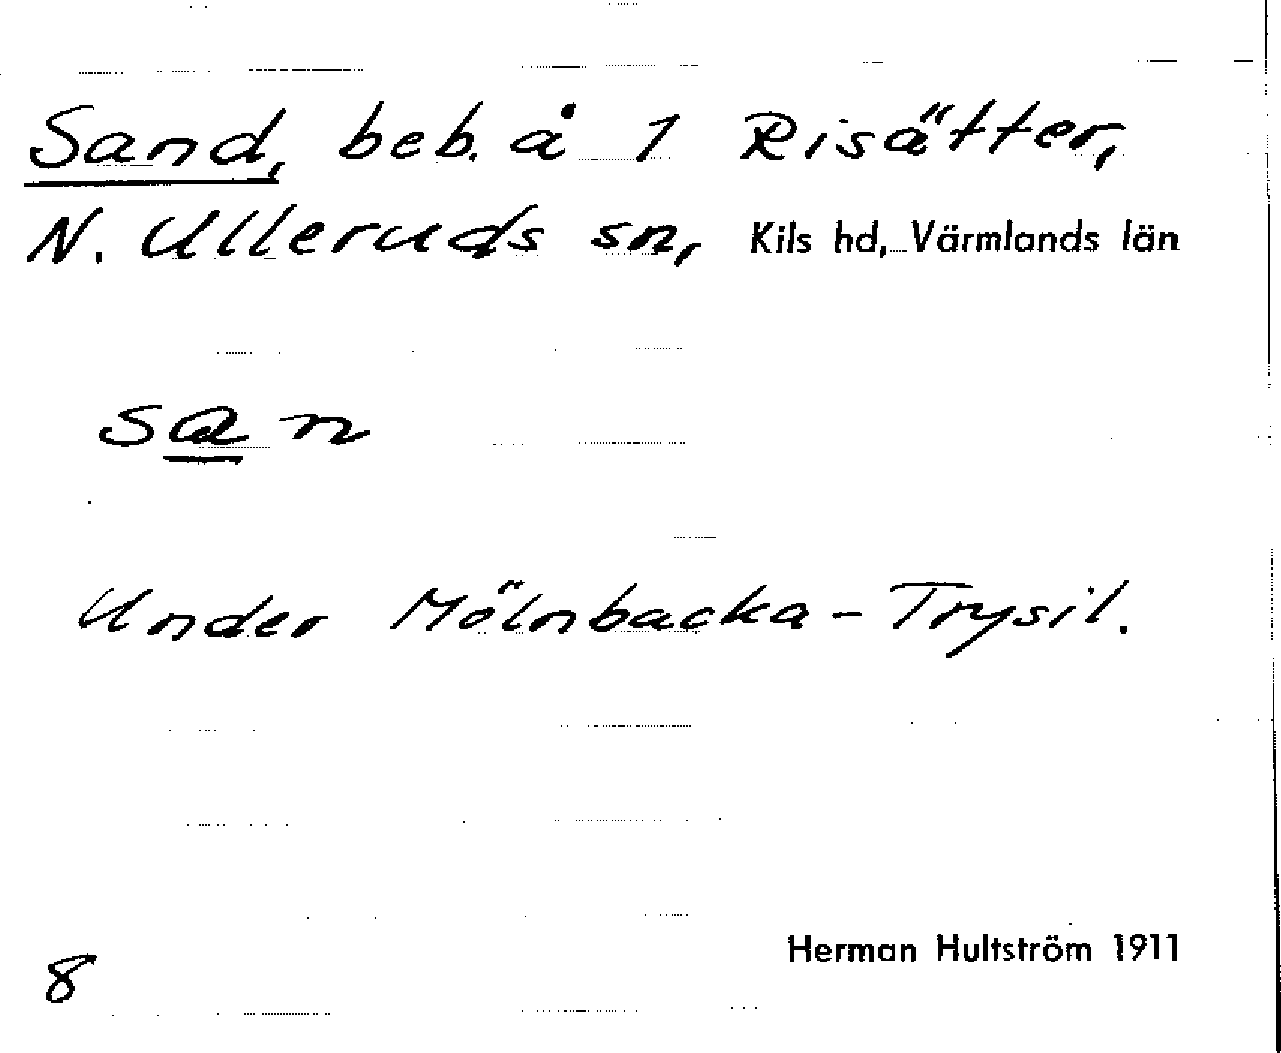 Sand, beb. å 1 Risätter,
N. Ulleruds sn, Kils hd, Värmlands län
san
Under Mölnbacka-Trysil.
Herman Hultström 1911
8